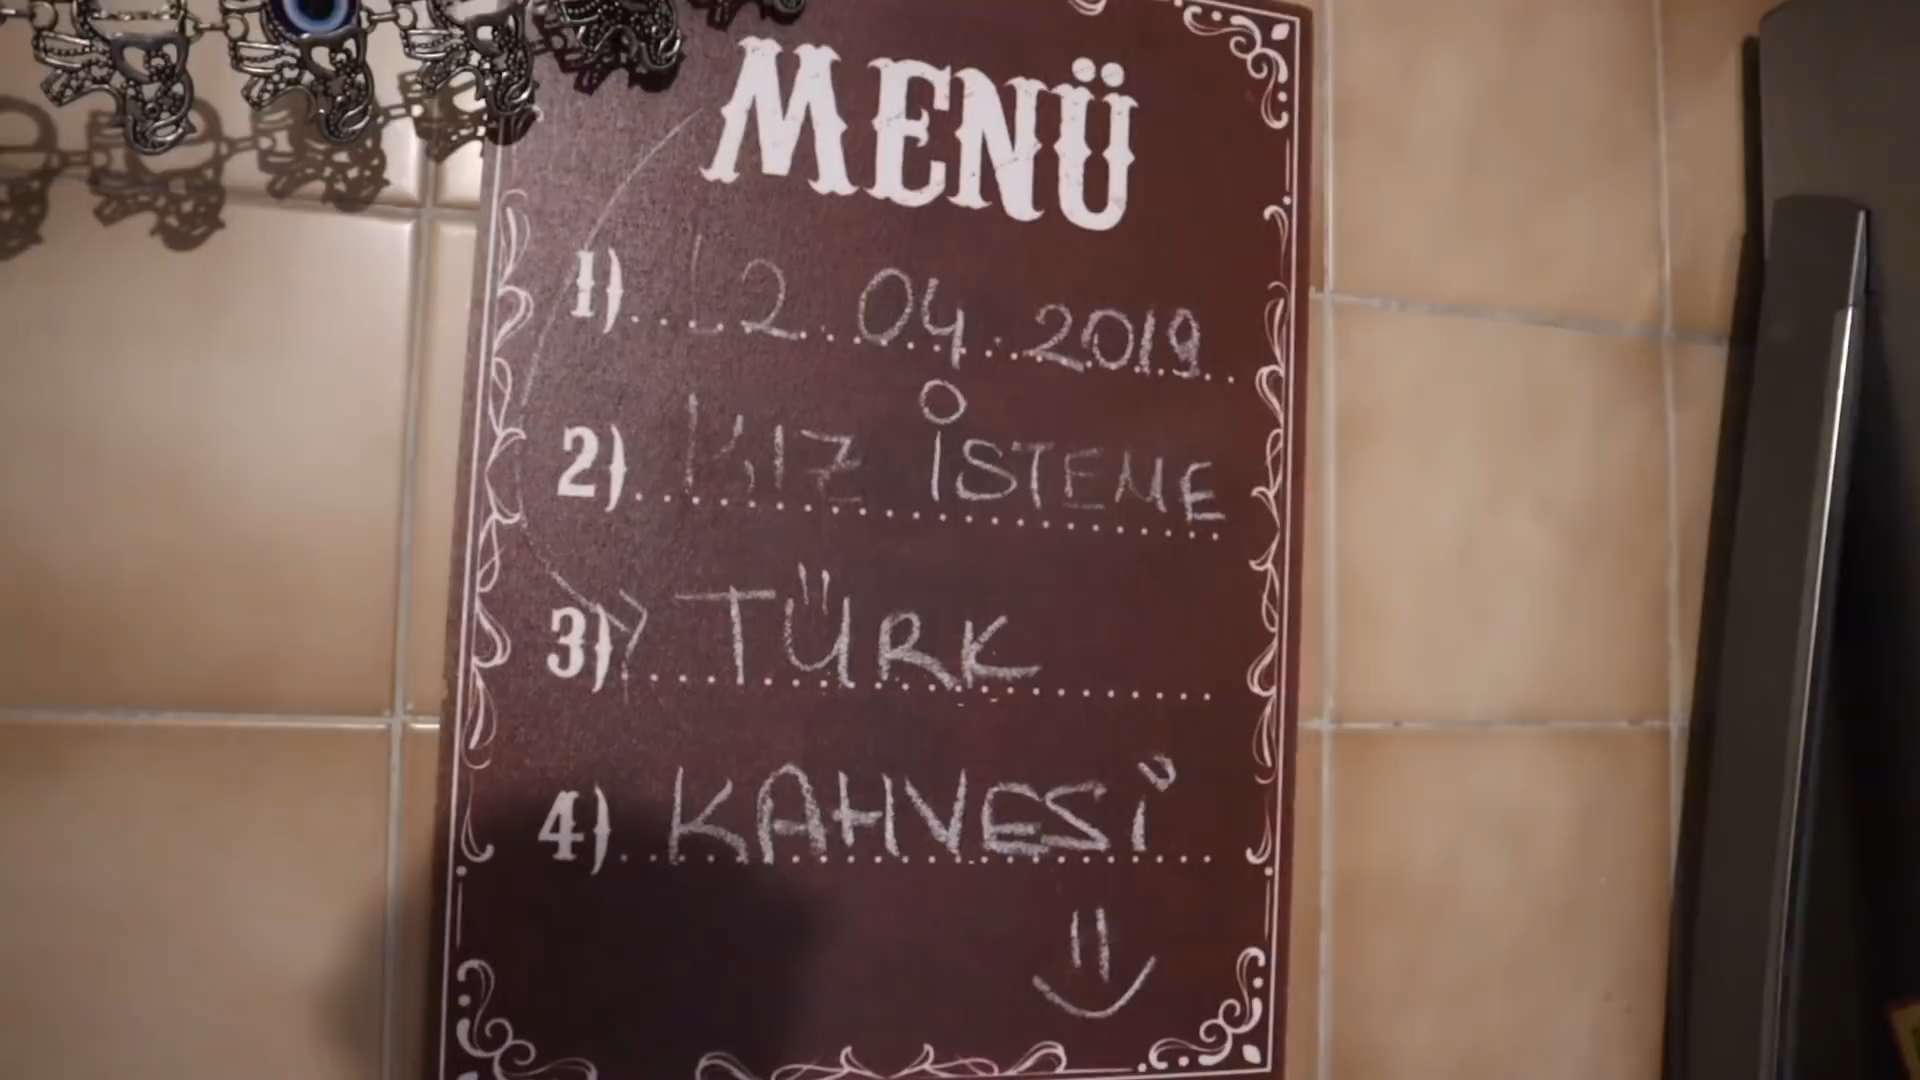 MENÜ
1) 12.04.2019
2) KIZ İSTEME
3) TÜRK
4) KAHVESİ